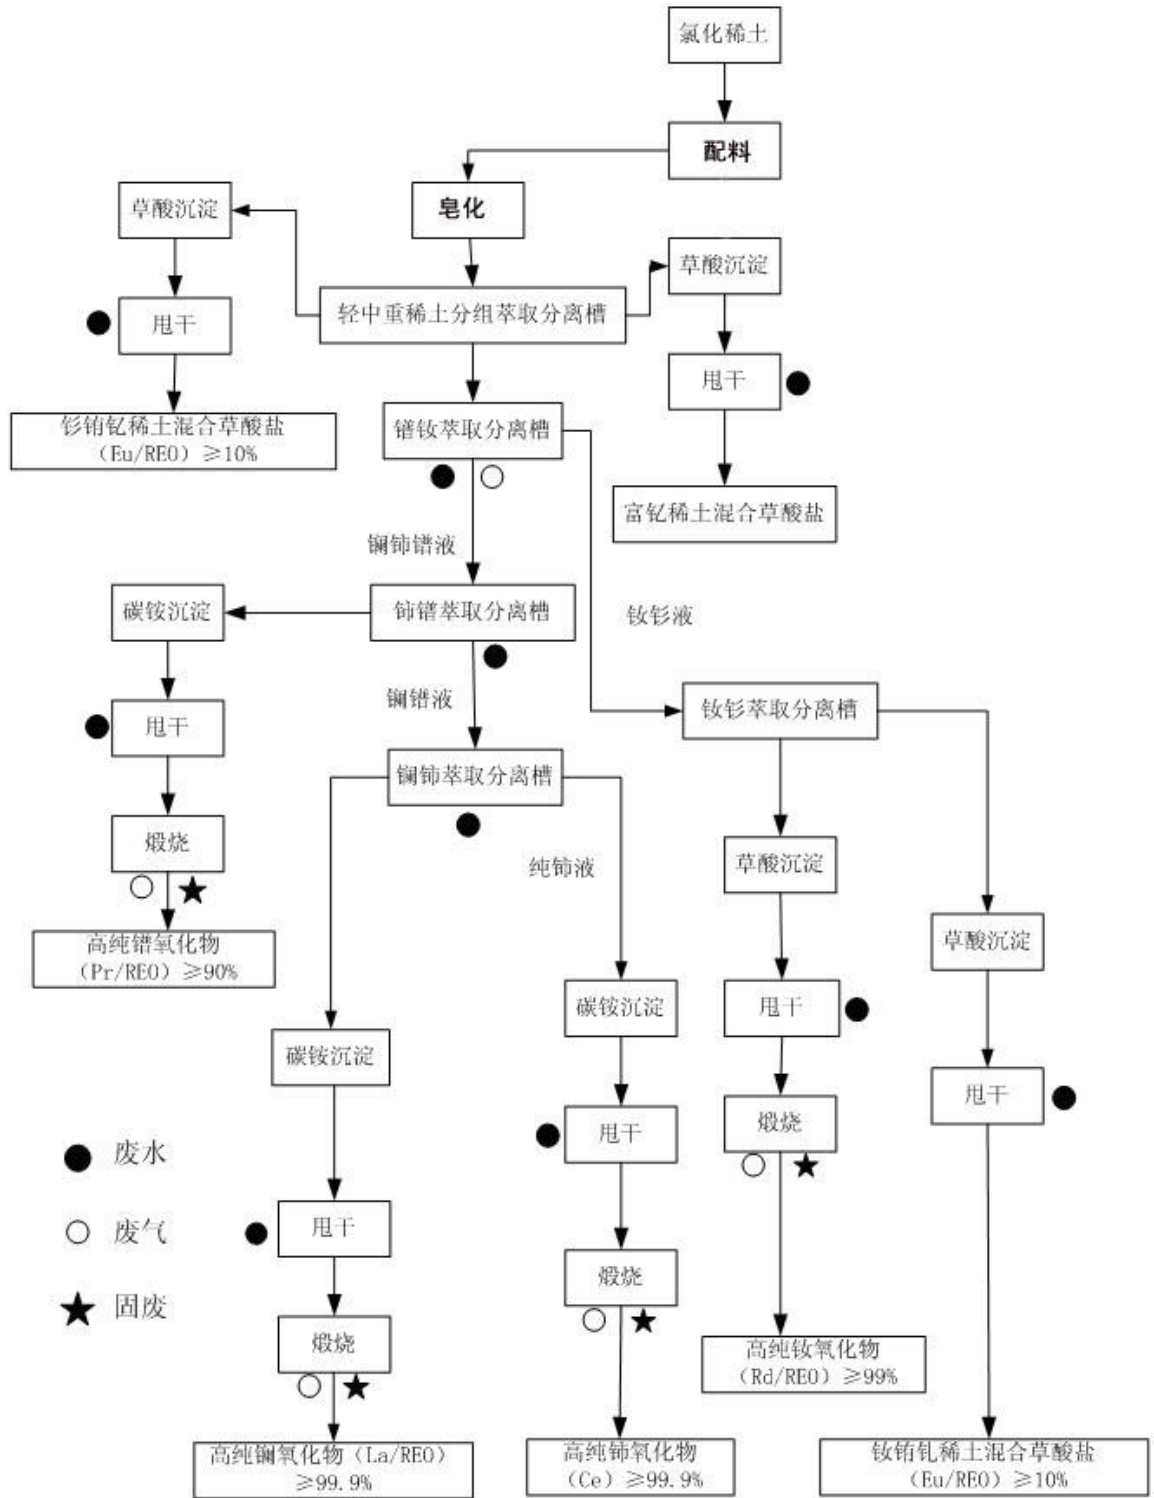 氯化稀土
配料
皂化
草酸沉淀
草酸沉淀
轻中重稀土分组萃取分离槽
甩干
甩干
钐铕钇稀土混合草酸盐
（Eu/REO）≥10%
镨钕萃取分离槽
富钇稀土混合草酸盐
镧铈镨液
碳铵沉淀
铈镨萃取分离槽
钕钐液
镧镨液
钕钐萃取分离槽
甩干
镧铈萃取分离槽
煅烧
纯铈液
草酸沉淀
高纯镨氧化物
（Pr/REO）≥90%
草酸沉淀
碳铵沉淀
甩干
碳铵沉淀
甩干
甩干
煅烧
废水
甩干
废气
煅烧
固废
煅烧
高纯钕氧化物
（Rd/REO）≥99%
高纯镧氧化物（La/REO）
≥99.9%
高纯铈氧化物
（Ce）≥99.9%
钕铕钆稀土混合草酸盐
（Eu/REO）≥10%